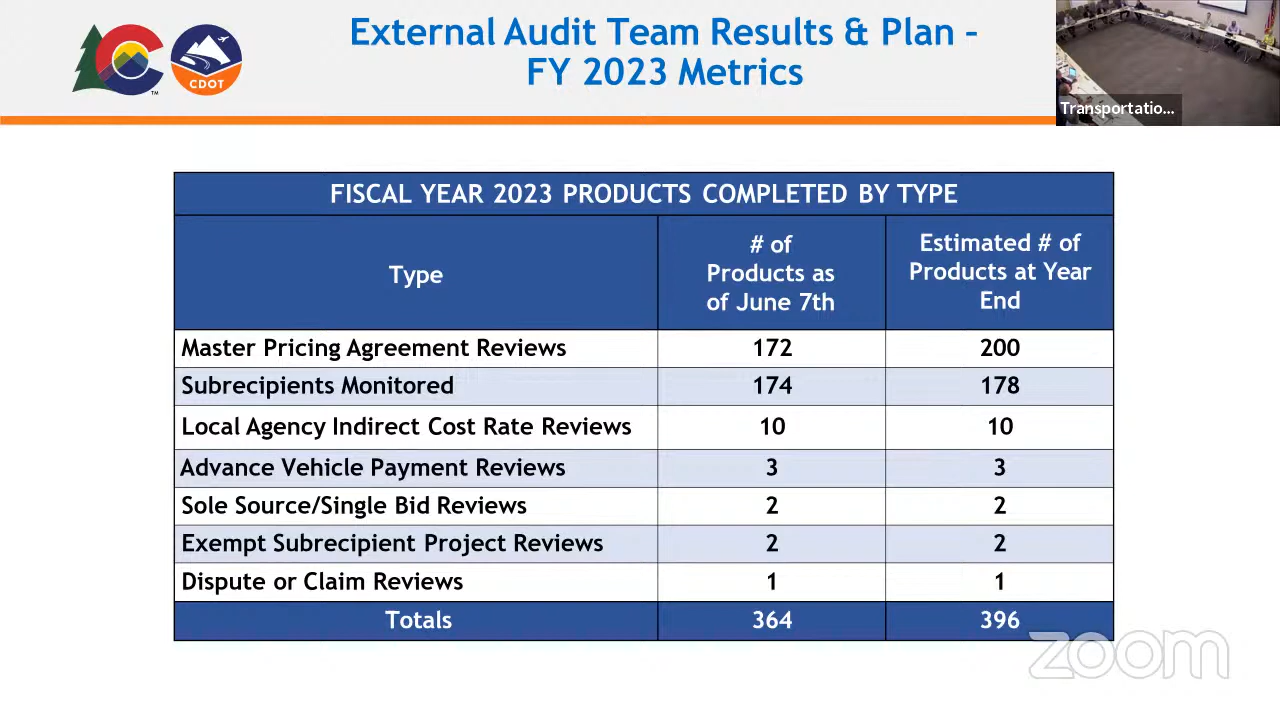 External Audit Team Results & Plan –
FY 2023 Metrics
CDOT
TM
Transportatio...
FISCAL YEAR 2023 PRODUCTS COMPLETED BY TYPE
Type
# of
Products as
of June 7th
Estimated # of
Products at Year
End
Master Pricing Agreement Reviews 172 200
Subrecipients Monitored 174 178
Local Agency Indirect Cost Rate Reviews 10 10
Advance Vehicle Payment Reviews 3 3
Sole Source/Single Bid Reviews 2 2
Exempt Subrecipient Project Reviews 2 2
Dispute or Claim Reviews 1 1
Totals 364 396
zoom